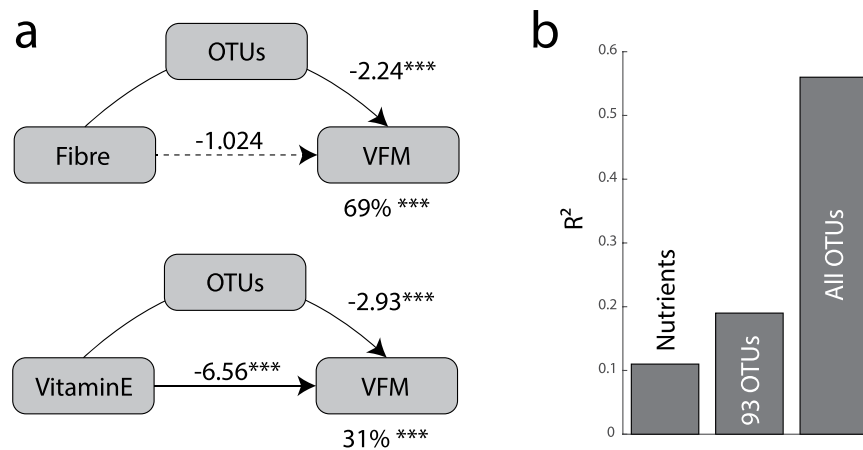 a
OTUs
-2.24***
Fibre
-1.024
VFM
69% ***
OTUs
-2.93***
VitaminE
-6.56***
VFM
31% ***
b
0.6
0.5
0.4
0.3
0.2
0.1
0
R²
Nutrients
93 OTUs
All OTUs